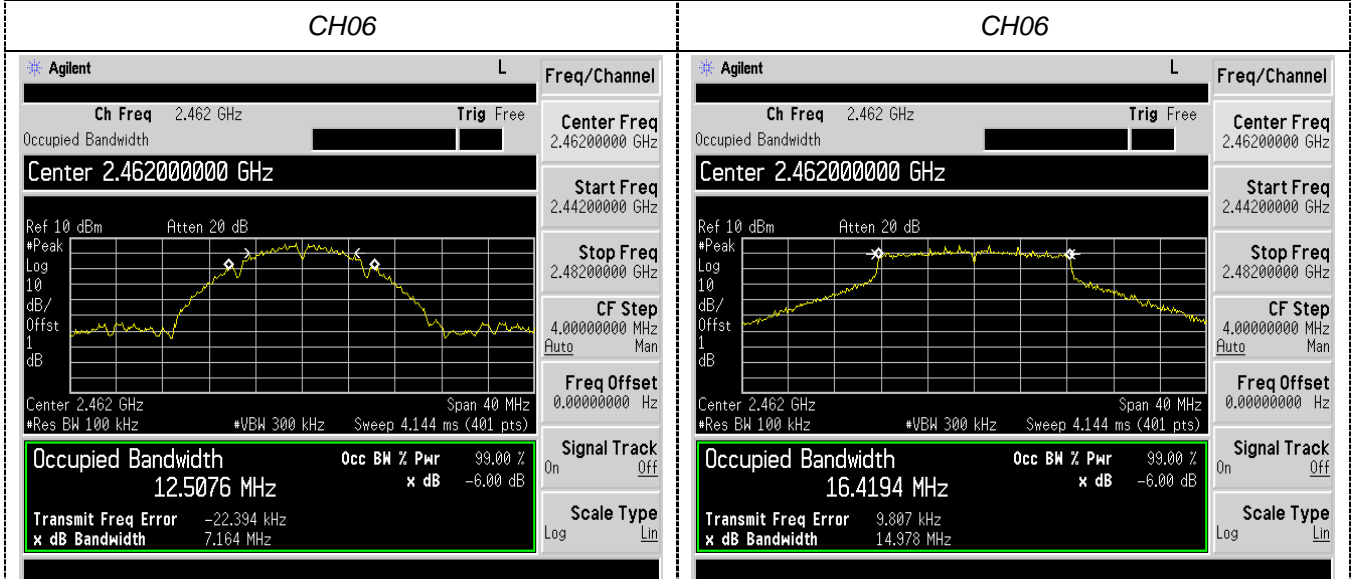 CH06
Agilent L
Ch Freq 2.462 GHz Trig Free
Occupied Bandwidth
Center 2.462000000 GHz
Ref 10 dBm Atten 20 dB
#Peak
Log
10
dB/
Offst
1
dB
Center 2.462 GHz Span 40 MHz
#Res BW 100 kHz #VBW 300 kHz Sweep 4.144 ms (401 pts)
Occupied Bandwidth Occ BW % Pwr 99.00 %
12.5076 MHz x dB -6.00 dB
Transmit Freq Error -22.394 kHz
x dB Bandwidth 7.164 MHz
Freq/Channel
Center Freq
2.46200000 GHz
Start Freq
2.44200000 GHz
Stop Freq
2.48200000 GHz
CF Step
4.00000000 MHz
Auto Man
Freq Offset
0.00000000 Hz
Signal Track
On Off
Scale Type
Log Lin
CH06
Agilent L
Ch Freq 2.462 GHz Trig Free
Occupied Bandwidth
Center 2.462000000 GHz
Ref 10 dBm Atten 20 dB
#Peak
Log
10
dB/
Offst
1
dB
Center 2.462 GHz Span 40 MHz
#Res BW 100 kHz #VBW 300 kHz Sweep 4.144 ms (401 pts)
Occupied Bandwidth Occ BW % Pwr 99.00 %
16.4194 MHz x dB -6.00 dB
Transmit Freq Error 9.807 kHz
x dB Bandwidth 14.978 MHz
Freq/Channel
Center Freq
2.46200000 GHz
Start Freq
2.44200000 GHz
Stop Freq
2.48200000 GHz
CF Step
4.00000000 MHz
Auto Man
Freq Offset
0.00000000 Hz
Signal Track
On Off
Scale Type
Log Lin